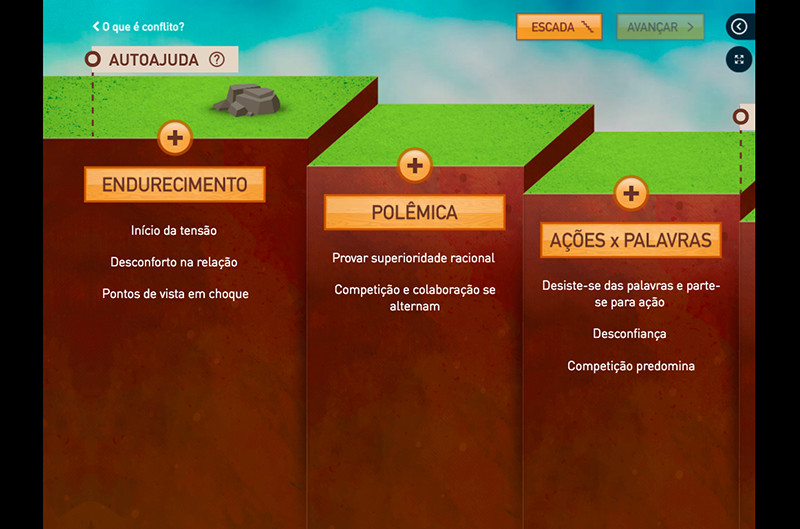 O que é conflito?
ESCADA
AVANÇAR
AUTOAJUDA ?
ENDURECIMENTO
Início da tensão
Desconforto na relação
Pontos de vista em choque
POLÊMICA
Provar superioridade racional
Competição e colaboração se
alternam
AÇÕES x PALAVRAS
Desiste-se das palavras e parte-
se para ação
Desconfiança
Competição predomina